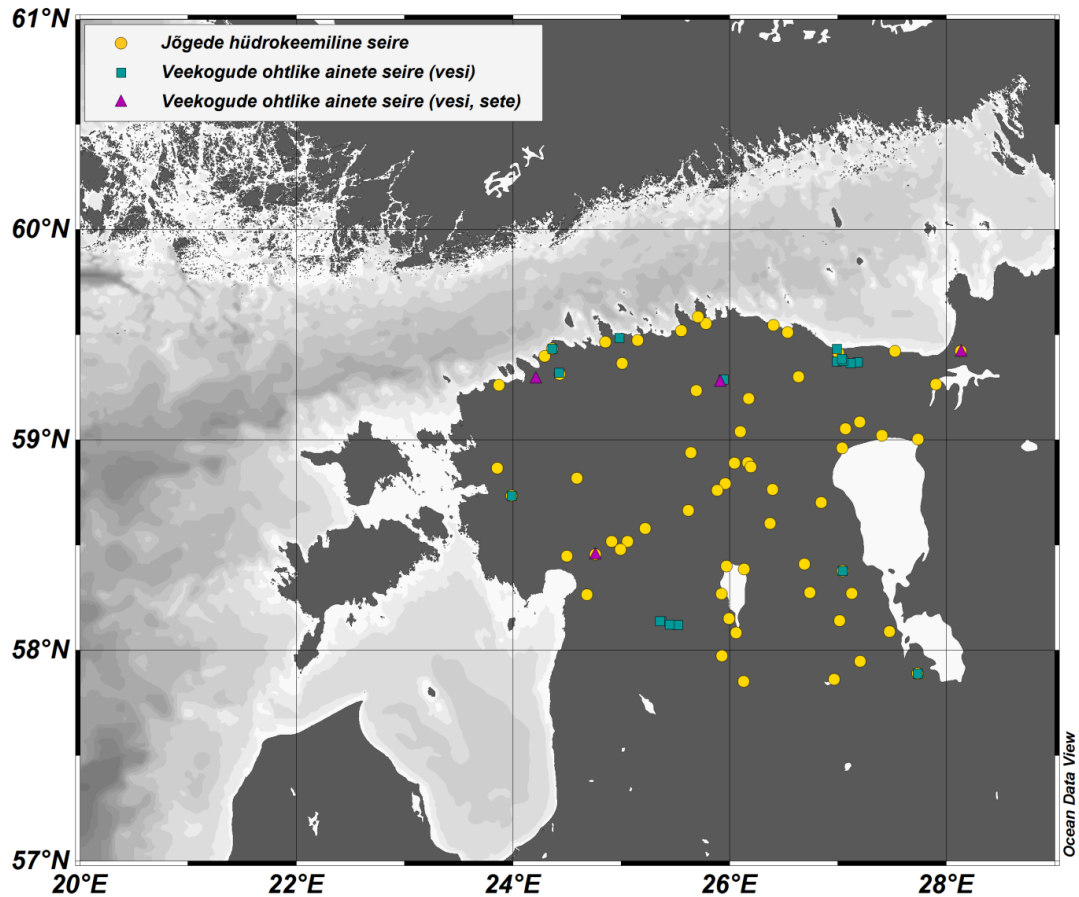 61°N
Jõgede hüdrokeemiline seire
Veekogude ohtlike ainete seire (vesi)
Veekogude ohtlike ainete seire (vesi, sete)
60°N
59°N
58°N
57°N
20°E 22°E 24°E 26°E 28°E
Ocean Data View